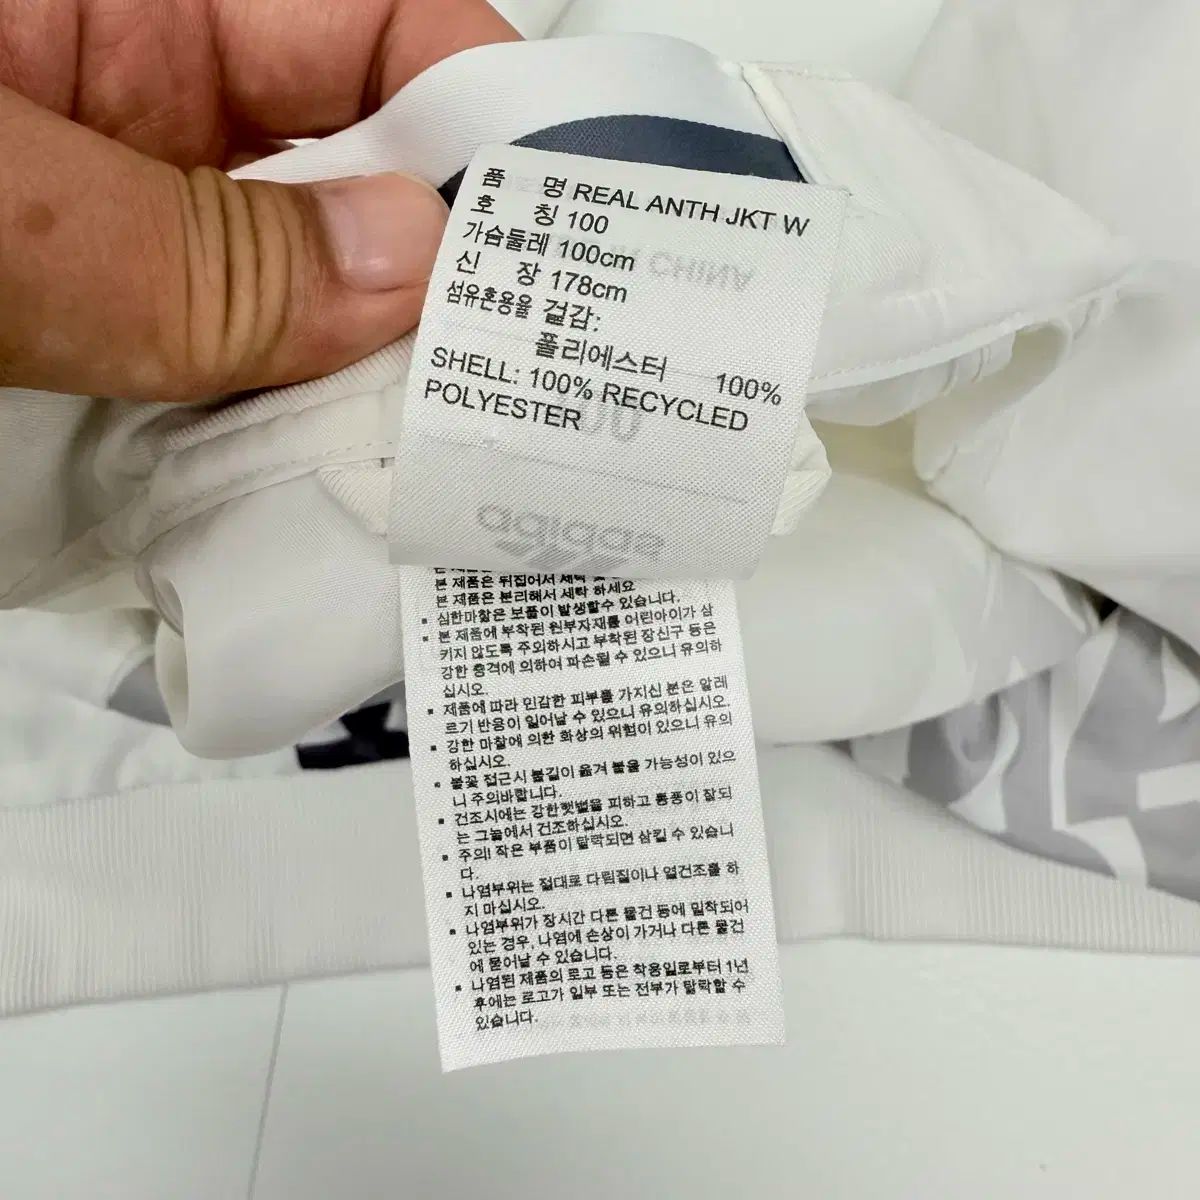 품 명 REAL ANTH JKT W
호 칭 100
가슴둘레 100cm
신 장 178cm
섬유혼용율 겉감:
폴리에스터 100%
SHELL: 100% RECYCLED
POLYESTER
adidas
본 제품은 뒤집어서 세탁
본 제품은 분리해서 세탁 하세요
▪ 심한마찰은 보풀이 발생할수 있습니다.
▪ 본 제품에 부착된 원부자재를 어린아이가 삼
키지 않도록 주의하시고 부착된 장신구 등은
강한 충격에 의하여 파손될 수 있으니 유의하
십시오.
▪ 제품에 따라 민감한 피부를 가지신 분은 알레
르기 반응이 일어날 수 있으니 유의하십시오.
▪ 강한 마찰에 의한 화상의 위험이 있으니 유의
하십시오.
▪ 불꽃 접근시 불길이 옮겨 붙을 가능성이 있으
니 주의바랍니다.
▪ 건조시에는 강한햇볕을 피하고 통풍이 잘되
는 그늘에서 건조하십시오.
▪ 주의! 작은 부품이 탈락되면 삼킬 수 있습니
다.
▪ 나염부위는 절대로 다림질이나 열건조를 하
지 마십시오.
▪ 나염부위가 장시간 다른 물건 등에 밀착되어
있는 경우, 나염에 손상이 가거나 다른 물건
에 묻어날 수 있습니다.
▪ 나염된 제품의 로고 등은 착용일로부터 1년
후에는 로고가 일부 또는 전부가 탈락할 수
있습니다.